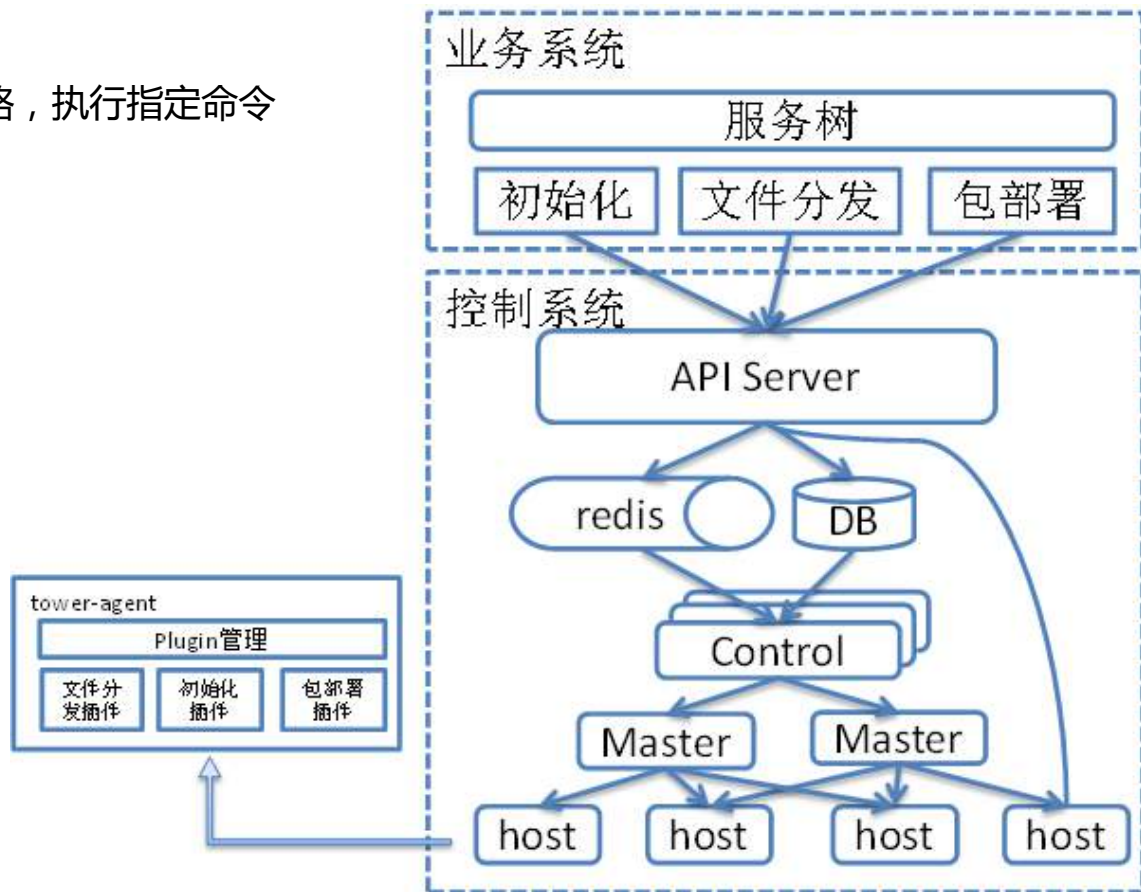 业务系统
略，执行指定命令
服务树
初始化
文件分发
包部署
控制系统
API Server
redis
DB
Control
Master
Master
host
host
host
host
tower-agent
Plugin管理
文件分
发插件
初始化
插件
包部署
插件